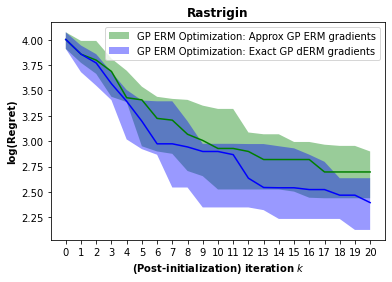 Rastrigin
GP ERM Optimization: Approx GP ERM gradients
GP ERM Optimization: Exact GP dERM gradients
log(Regret)
4.00
3.75
3.50
3.25
3.00
2.75
2.50
2.25
0 1 2 3 4 5 6 7 8 9 10 11 12 13 14 15 16 17 18 19 20
(Post-initialization) iteration k